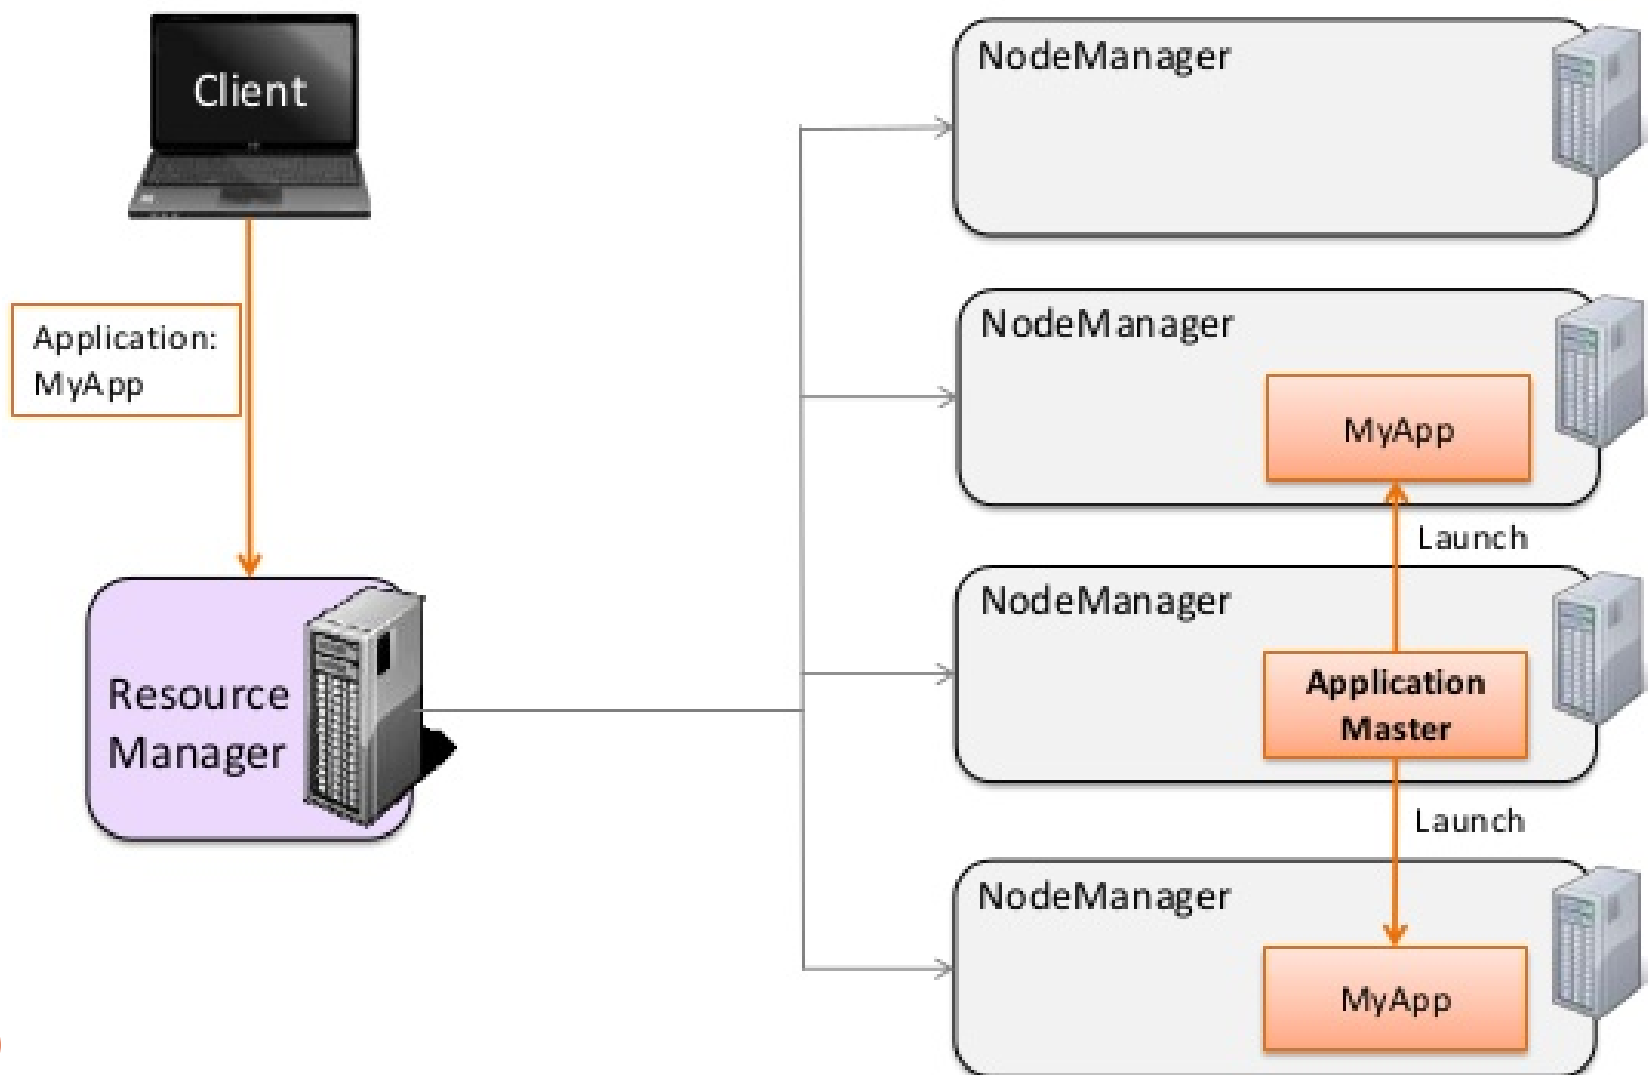 Client
Application:
MyApp
Resource
Manager
NodeManager
NodeManager
MyApp
Launch
NodeManager
Application
Master
Launch
NodeManager
MyApp